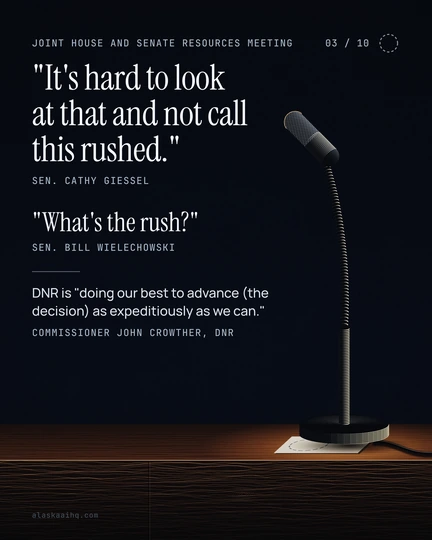 JOINT HOUSE AND SENATE RESOURCES MEETING
03 / 10
"It's hard to look
at that and not call
this rushed."
SEN. CATHY GIESSEL
"What's the rush?"
SEN. BILL WIELECHOWSKI
DNR is "doing our best to advance (the
decision) as expeditiously as we can."
COMMISSIONER JOHN CROWTHER, DNR
alaskaaihq.com